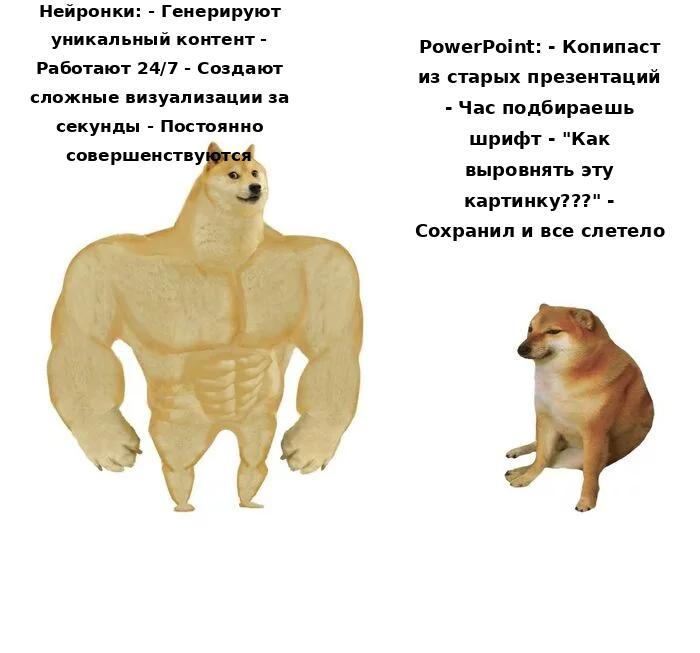 Нейронки: - Генерируют
уникальный контент -
Работают 24/7 - Создают
сложные визуализации за
секунды - Постоянно
совершенствуются
PowerPoint: - Копипаст
из старых презентаций
- Час подбираешь
шрифт - "Как
выровнять эту
картинку???" -
Сохранил и все слетело